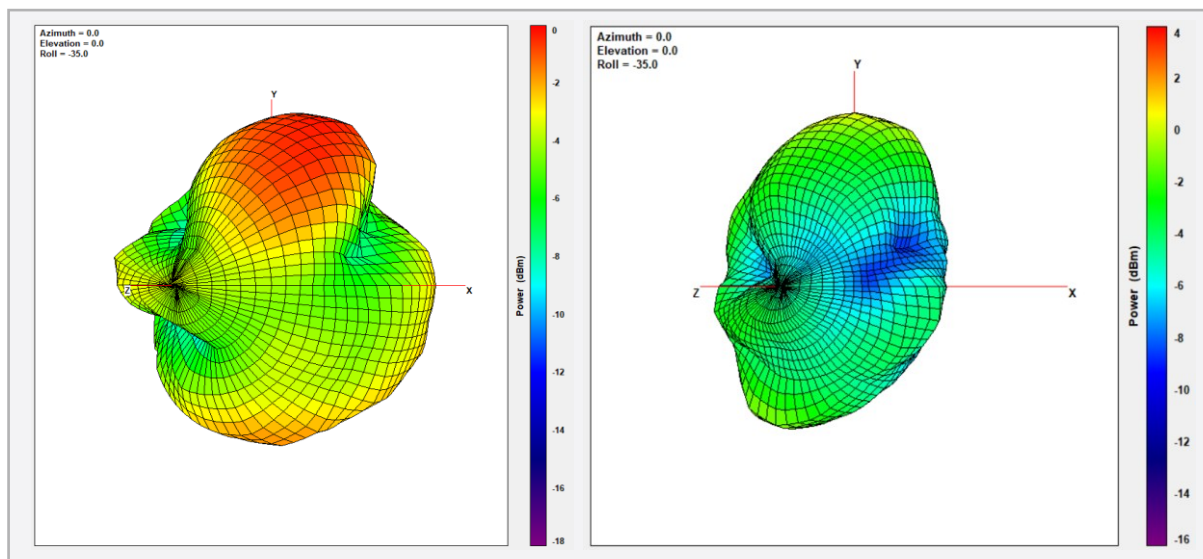 Azimuth = 0.0
Elevation = 0.0
Roll = -35.0
Y
Z
X
0
-2
-4
-6
-8
-10
-12
-14
-16
-18
Power (dBm)
Azimuth = 0.0
Elevation = 0.0
Roll = -35.0
Y
Z
X
4
2
0
-2
-4
-6
-8
-10
-12
-14
-16
Power (dBm)